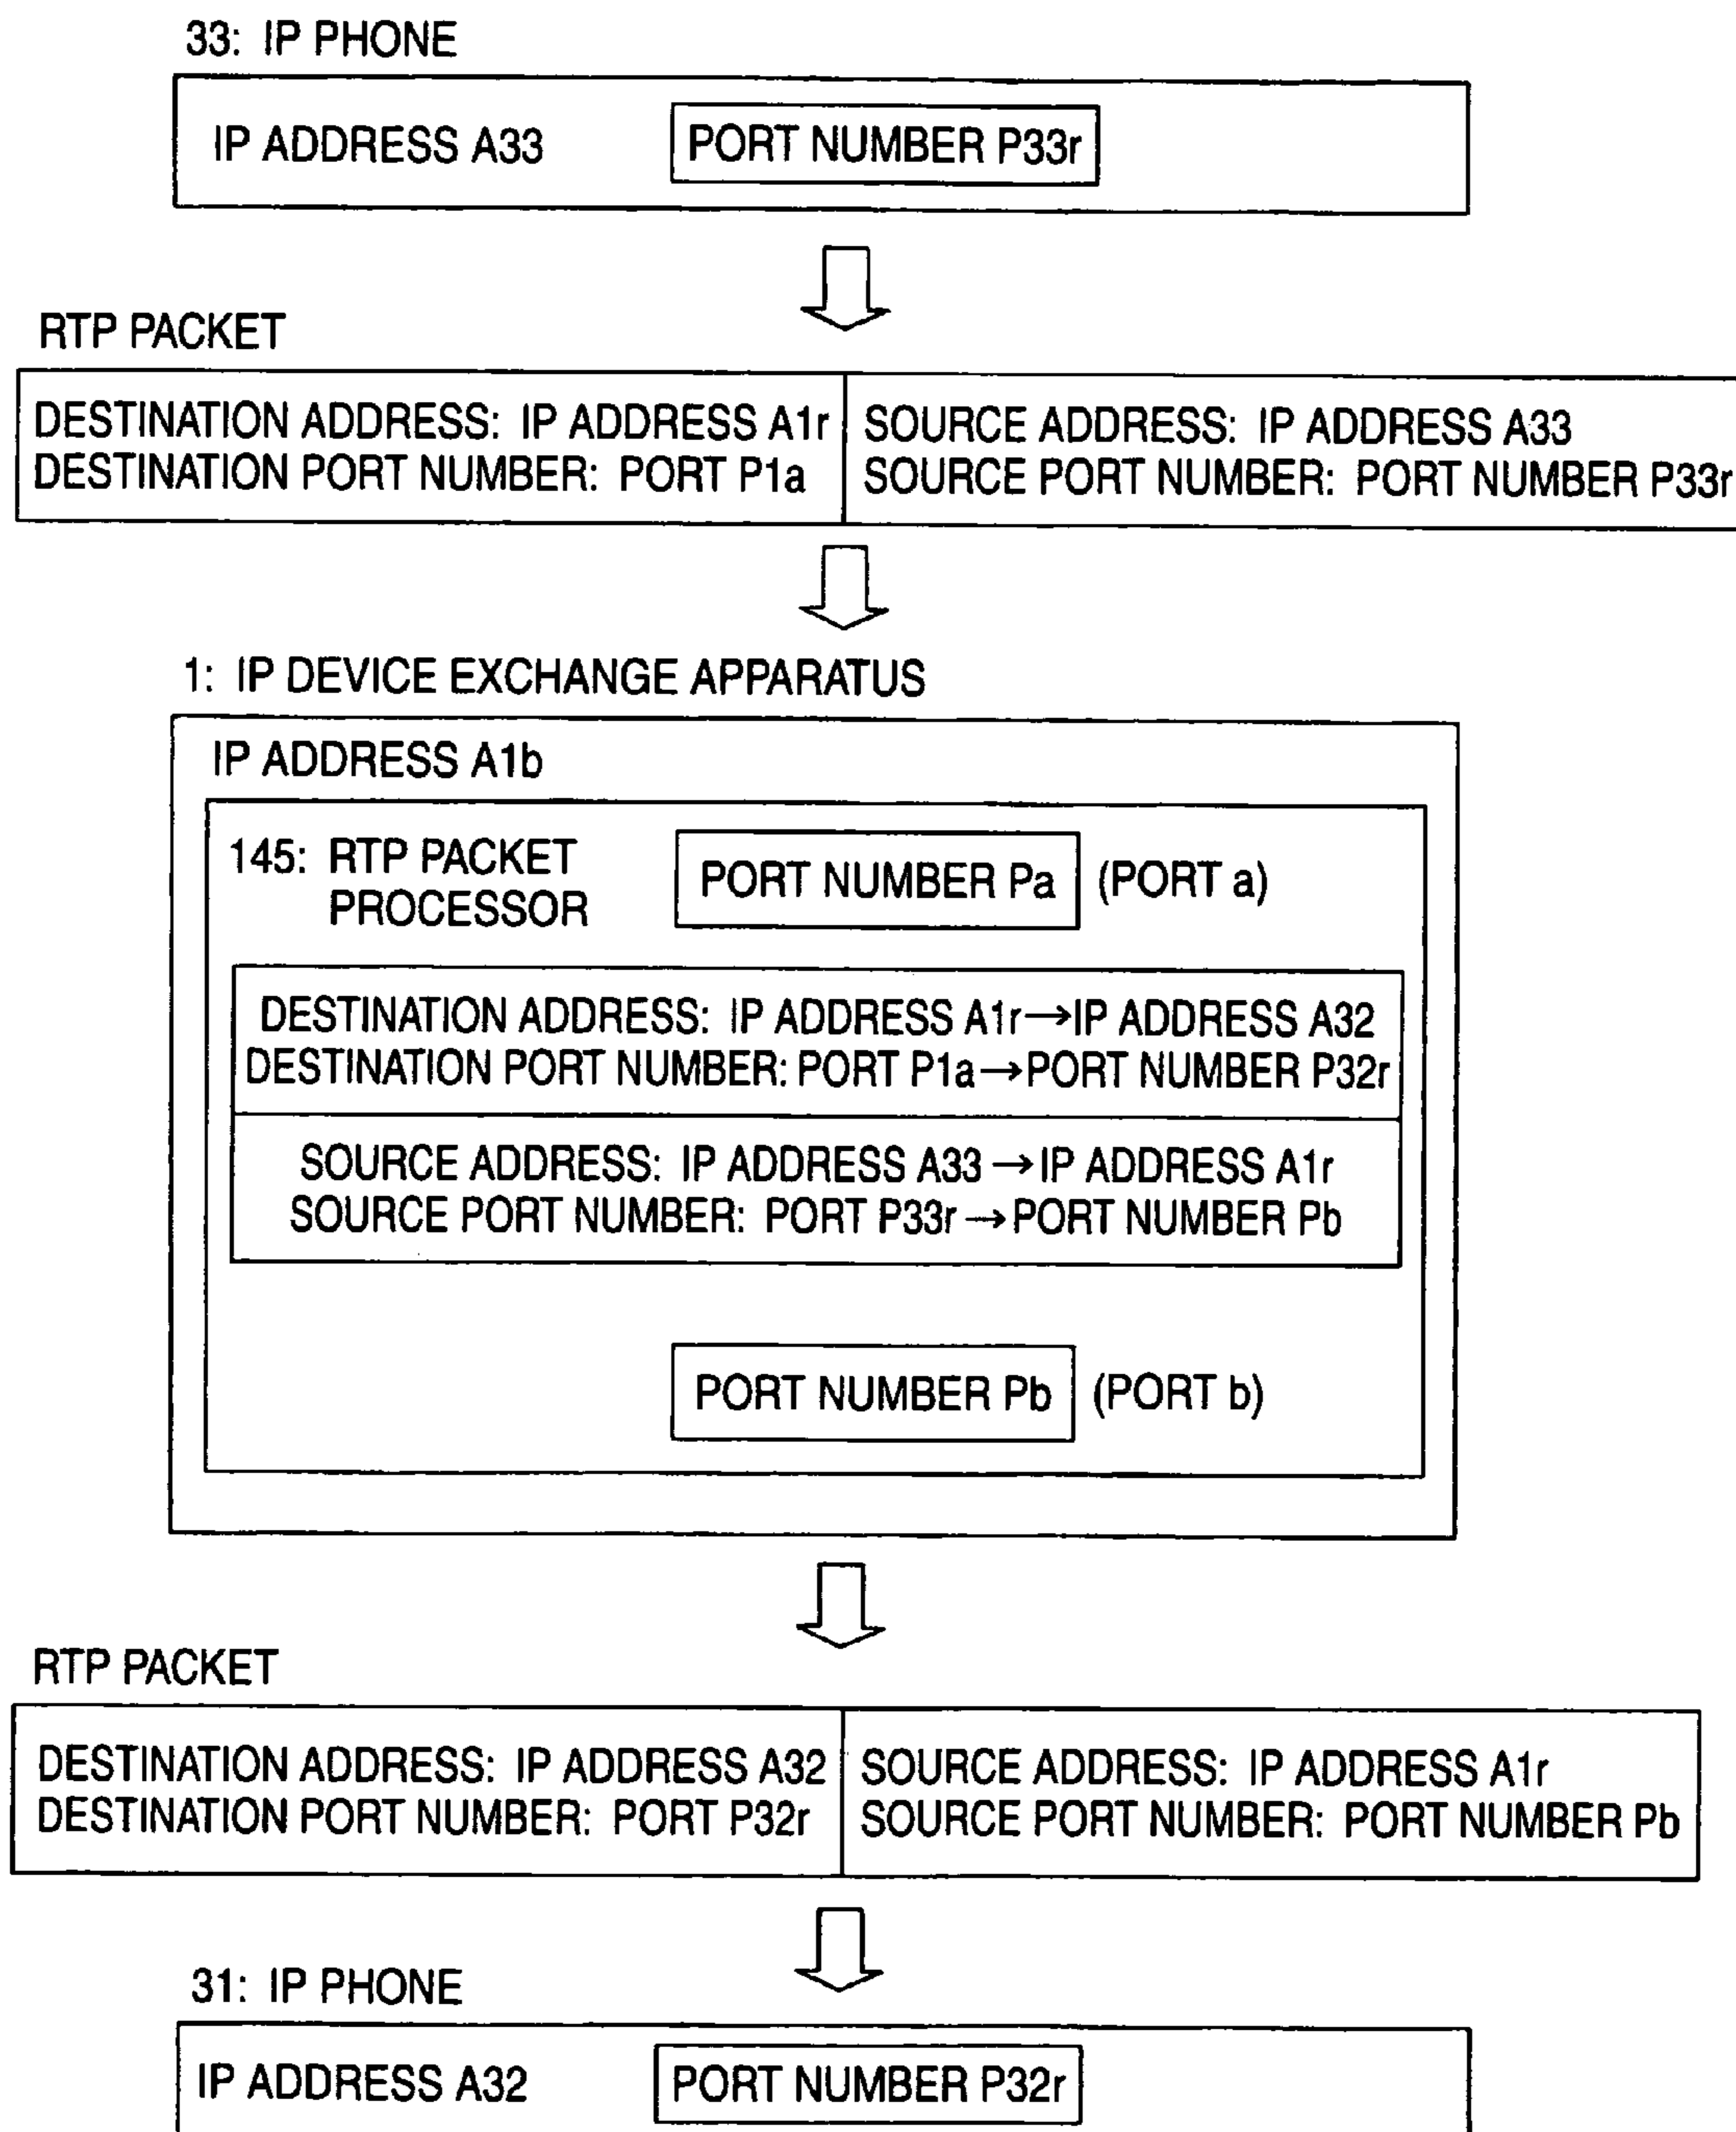 33: IP PHONE
IP ADDRESS A33
PORT NUMBER P33r
RTP PACKET
DESTINATION ADDRESS: IP ADDRESS A1r
DESTINATION PORT NUMBER: PORT P1a
SOURCE ADDRESS: IP ADDRESS A33
SOURCE PORT NUMBER: PORT NUMBER P33r
1: IP DEVICE EXCHANGE APPARATUS
IP ADDRESS A1b
145: RTP PACKET
PROCESSOR
PORT NUMBER Pa
(PORT a)
DESTINATION ADDRESS: IP ADDRESS A1r→IP ADDRESS A32
DESTINATION PORT NUMBER: PORT P1a→PORT NUMBER P32r
SOURCE ADDRESS: IP ADDRESS A33→IP ADDRESS A1r
SOURCE PORT NUMBER: PORT P33r→PORT NUMBER Pb
PORT NUMBER Pb
(PORT b)
RTP PACKET
DESTINATION ADDRESS: IP ADDRESS A32
DESTINATION PORT NUMBER: PORT P32r
SOURCE ADDRESS: IP ADDRESS A1r
SOURCE PORT NUMBER: PORT NUMBER Pb
31: IP PHONE
IP ADDRESS A32
PORT NUMBER P32r